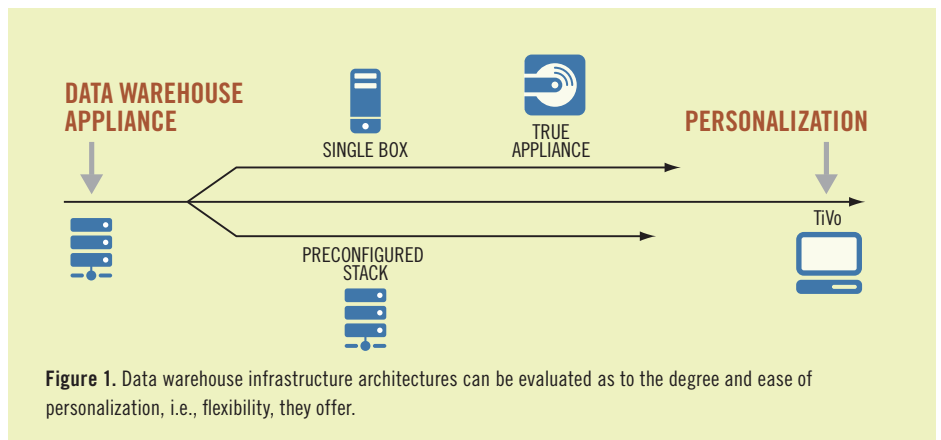 DATA WAREHOUSE
APPLIANCE
SINGLE BOX
TRUE
APPLIANCE
PERSONALIZATION
TiVo
PRECONFIGURED
STACK
Figure 1. Data warehouse infrastructure architectures can be evaluated as to the degree and ease of
personalization, i.e., flexibility, they offer.